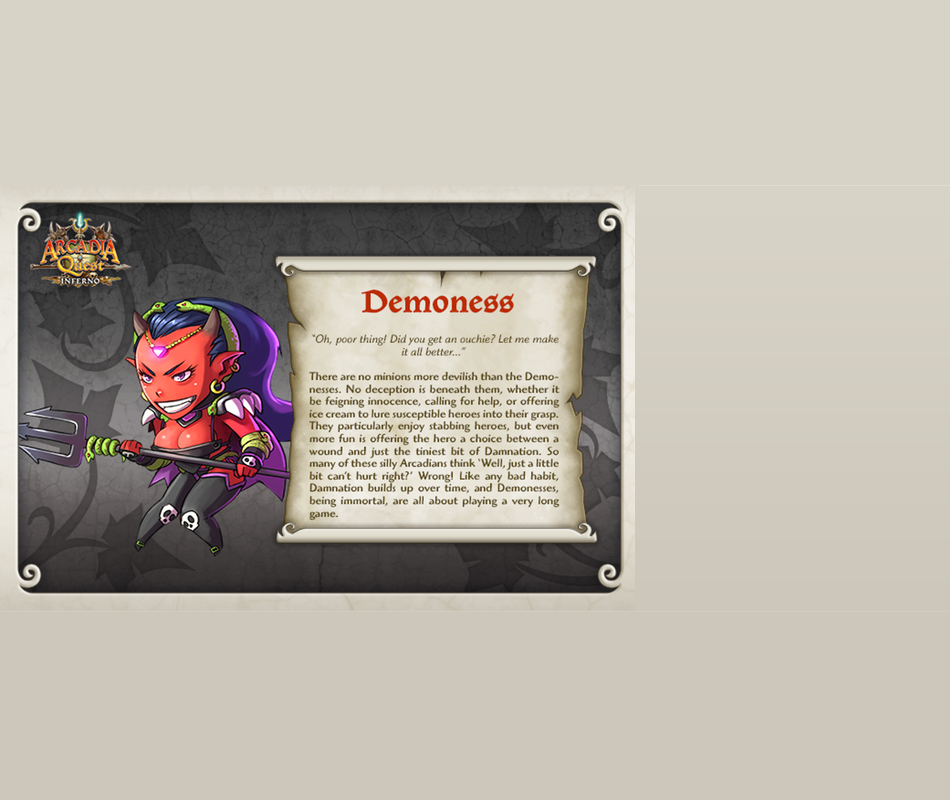 ARCADIA
Quest
INFERNO
Demoness
"Oh, poor thing! Did you get an ouchie? Let me make
it all better..."
There are no minions more devilish than the Demo-
nesses. No deception is beneath them, whether it
be feigning innocence, calling for help, or offering
ice cream to lure susceptible heroes into their grasp.
They particularly enjoy stabbing heroes, but even
more fun is offering the hero a choice between a
wound and just the tiniest bit of Damnation. So
many of these silly Arcadians think 'Well, just a little
bit can't hurt right?' Wrong! Like any bad habit,
Damnation builds up over time, and Demonesses,
being immortal, are all about playing a very long
game.